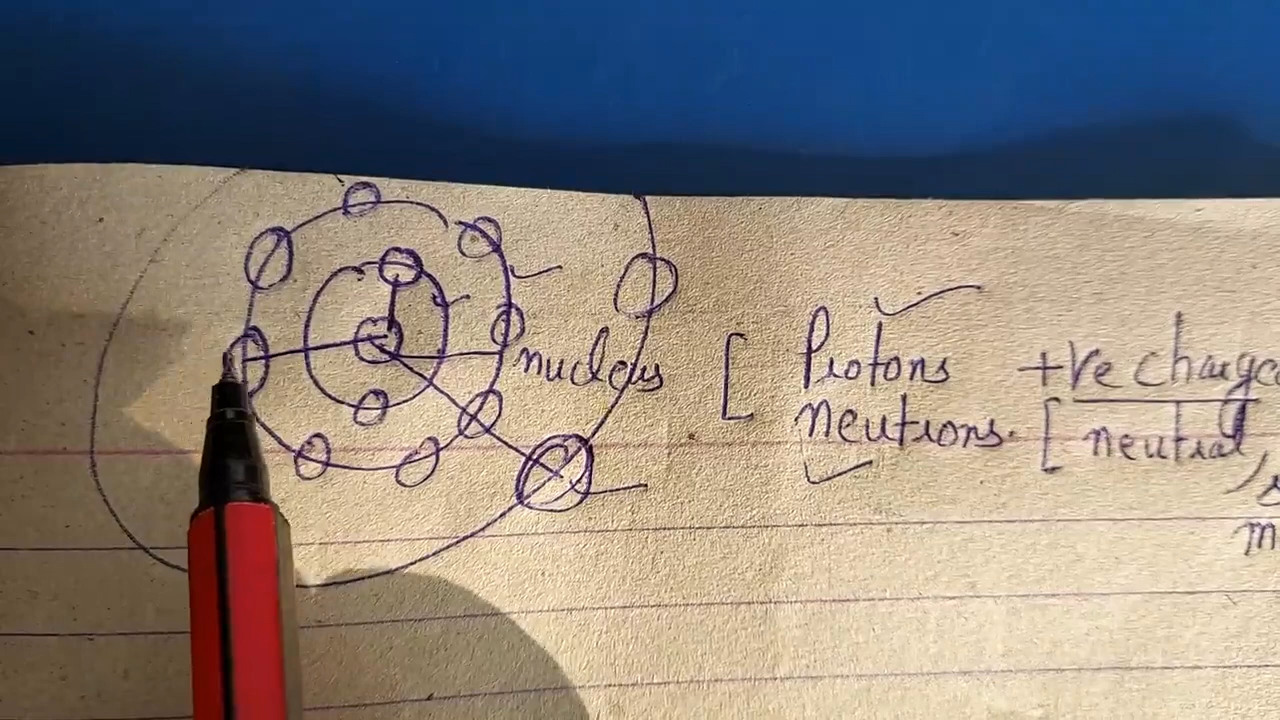 nucleus [ Protons +ve charge
neutrons. [ neutral,